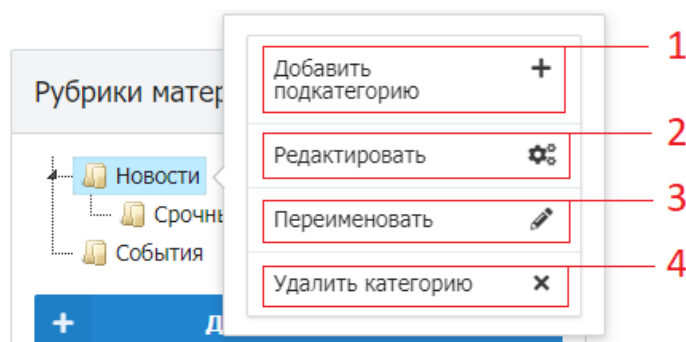 Добавить
подкатегорию
1
Рубрики матер
Редактировать
2
Новости
Переименовать
3
Срочны
События
Удалить категорию
4